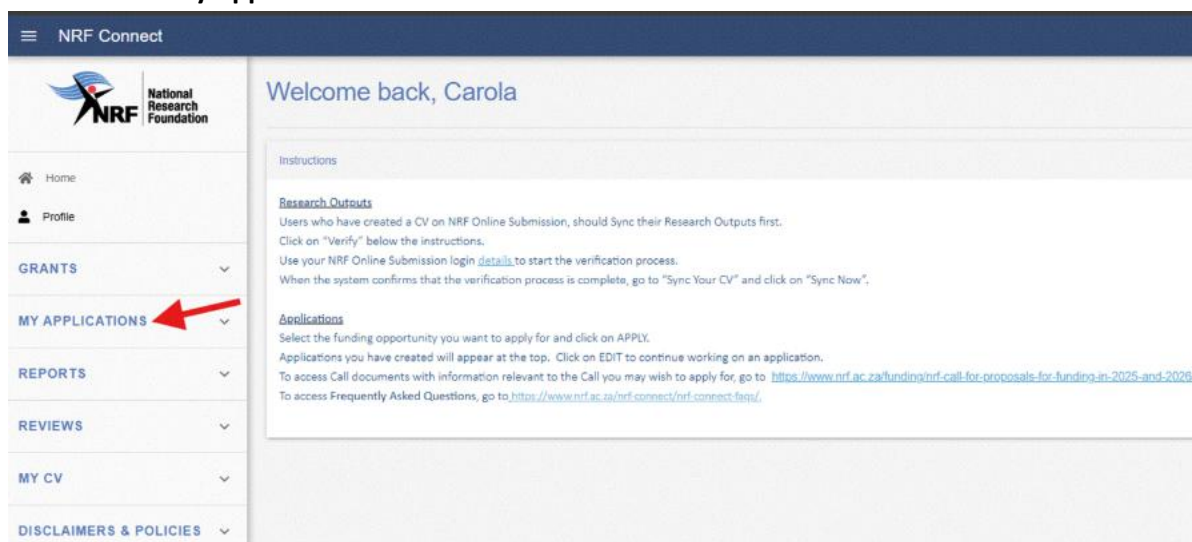 NRF Connect
NRF
National
Research
Foundation
Home
Profile
GRANTS
MY APPLICATIONS
REPORTS
REVIEWS
MY CV
DISCLAIMERS & POLICIES
Welcome back, Carola
Instructions
Research Outputs
Users who have created a CV on NRF Online Submission, should Sync their Research Outputs first.
Click on "Verify" below the instructions.
Use your NRF Online Submission login details to start the verification process.
When the system confirms that the verification process is complete, go to "Sync Your CV" and click on "Sync Now".
Applications
Select the funding opportunity you want to apply for and click on APPLY.
Applications you have created will appear at the top. Click on EDIT to continue working on an application.
To access Call documents with information relevant to the Call you may wish to apply for, go to https://www.nrf.ac.za/funding/nrf-call-for-proposals-for-funding-in-2025-and-2026
To access Frequently Asked Questions, go to https://www.nrf.ac.za/nrf-connect/nrf-connect-faqs/.